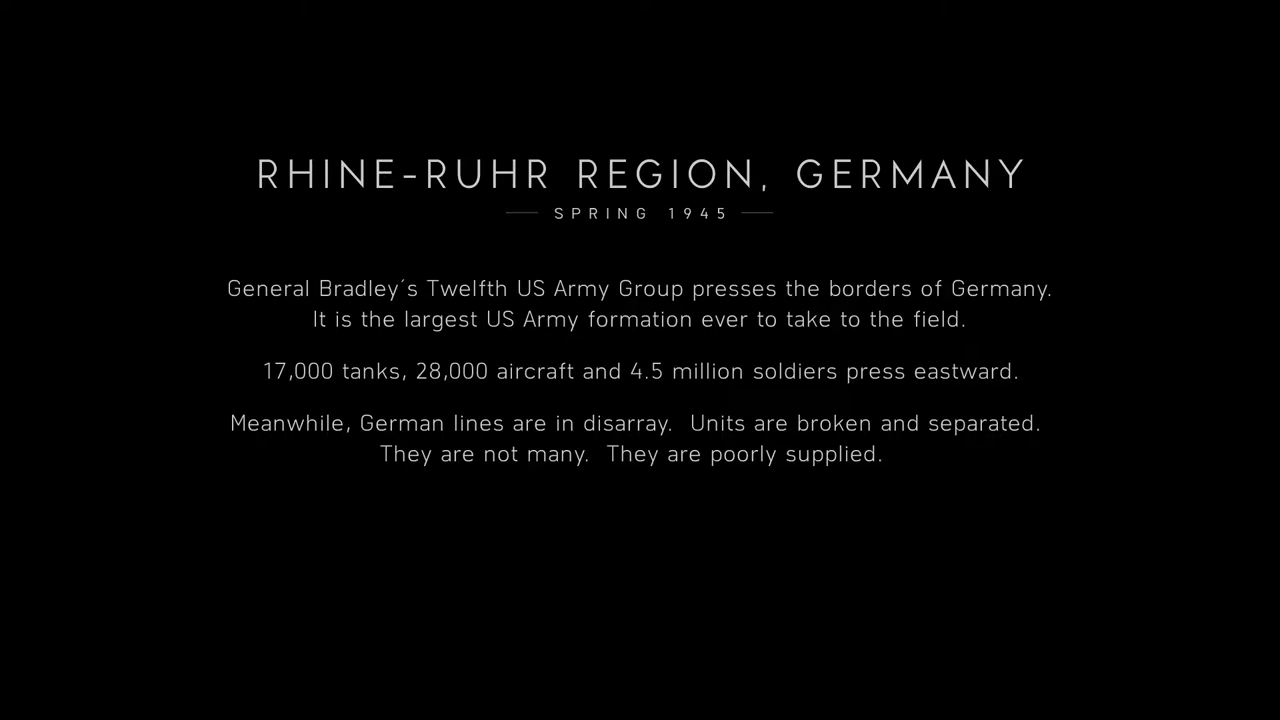 RHINE-RUHR REGION, GERMANY
SPRING 1945
General Bradley´s Twelfth US Army Group presses the borders of Germany.
It is the largest US Army formation ever to take to the field.
17,000 tanks, 28,000 aircraft and 4.5 million soldiers press eastward.
Meanwhile, German lines are in disarray.  Units are broken and separated.
They are not many.  They are poorly supplied.